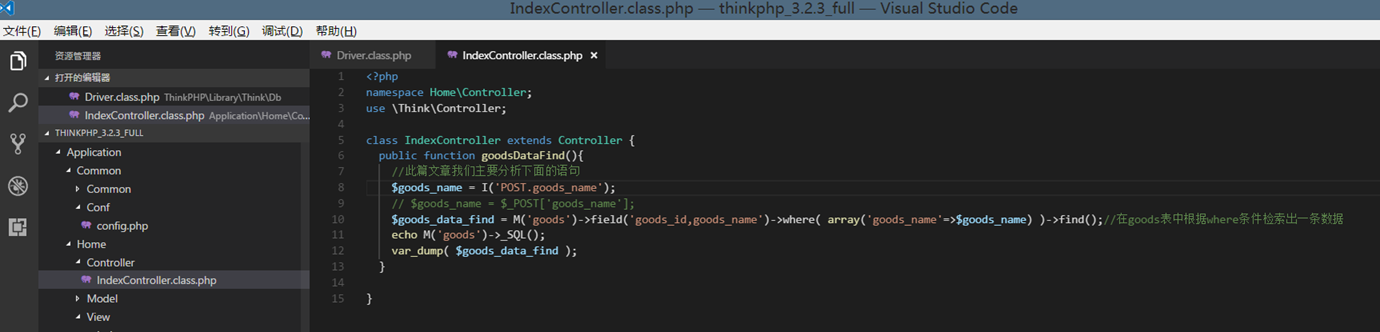 IndexController.class.php — thinkphp_3.2.3_full — Visual Studio Code
文件(F) 编辑(E) 选择(S) 查看(V) 转到(G) 调试(D) 帮助(H)
资源管理器
打开的编辑器
Driver.class.php ThinkPHP\Library\Think\Db
IndexController.class.php Application\Home\Co...
THINKPHP_3.2.3_FULL
Application
Common
Common
Conf
config.php
Home
Controller
IndexController.class.php
Model
View
Driver.class.php IndexController.class.php ×
1 <?php
2 namespace Home\Controller;
3 use \Think\Controller;
4
5 class IndexController extends Controller {
6 public function goodsDataFind(){
7 //此篇文章我们主要分析下面的语句
8 $goods_name = I('POST.goods_name');
9 // $goods_name = $_POST['goods_name'];
10 $goods_data_find = M('goods')->field('goods_id,goods_name')->where( array('goods_name'=>$goods_name) )->find();//在goods表中根据where条件检索出一条数据
11 echo M('goods')->_SQL();
12 var_dump( $goods_data_find );
13 }
14
15 }